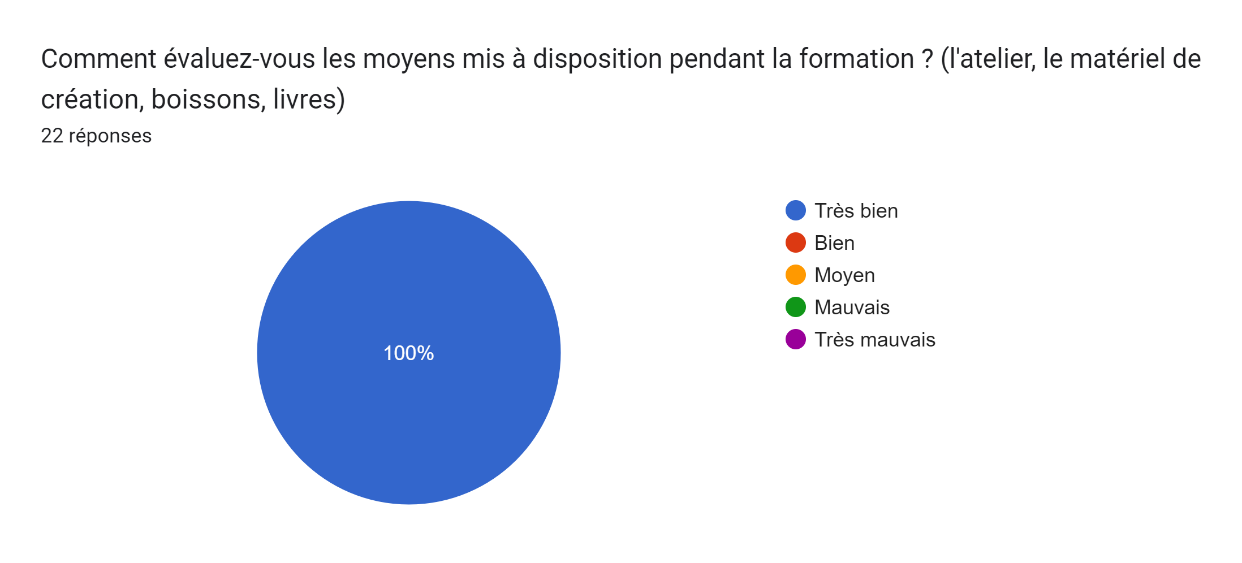 Comment évaluez-vous les moyens mis à disposition pendant la formation ? (l'atelier, le matériel de
création, boissons, livres)
22 réponses
100%
Très bien
Bien
Moyen
Mauvais
Très mauvais